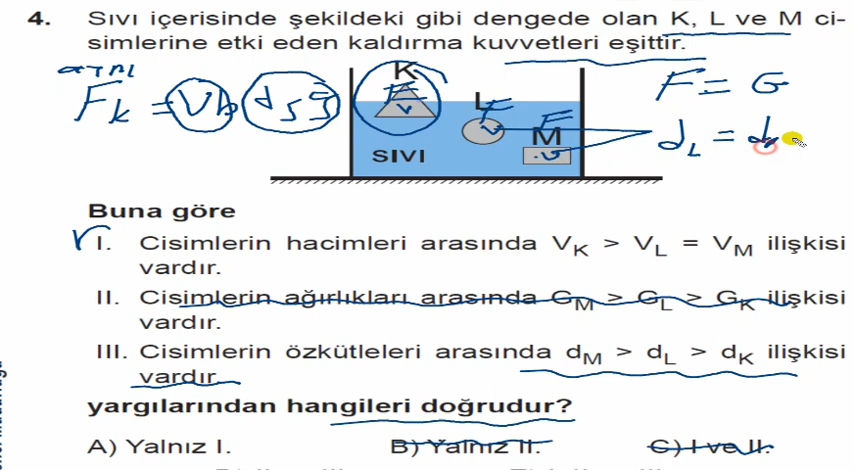 4. Sıvı içerisinde şekildeki gibi dengede olan K, L ve M ci-
simlerine etki eden kaldırma kuvvetleri eşittir.
K
F = G
Fk = Vb ds g
F
V
L
F
V
M
F
V
dL = d
SIVI
Buna göre
I. Cisimlerin hacimleri arasında VK > VL = VM ilişkisi
vardır.
II. Cisimlerin ağırlıkları arasında GM > GL > GK ilişkisi
vardır.
III. Cisimlerin özkütleleri arasında dM > dL > dK ilişkisi
vardır.
yargılarından hangileri doğrudur?
A) Yalnız I. B) Yalnız II. C) I ve II.